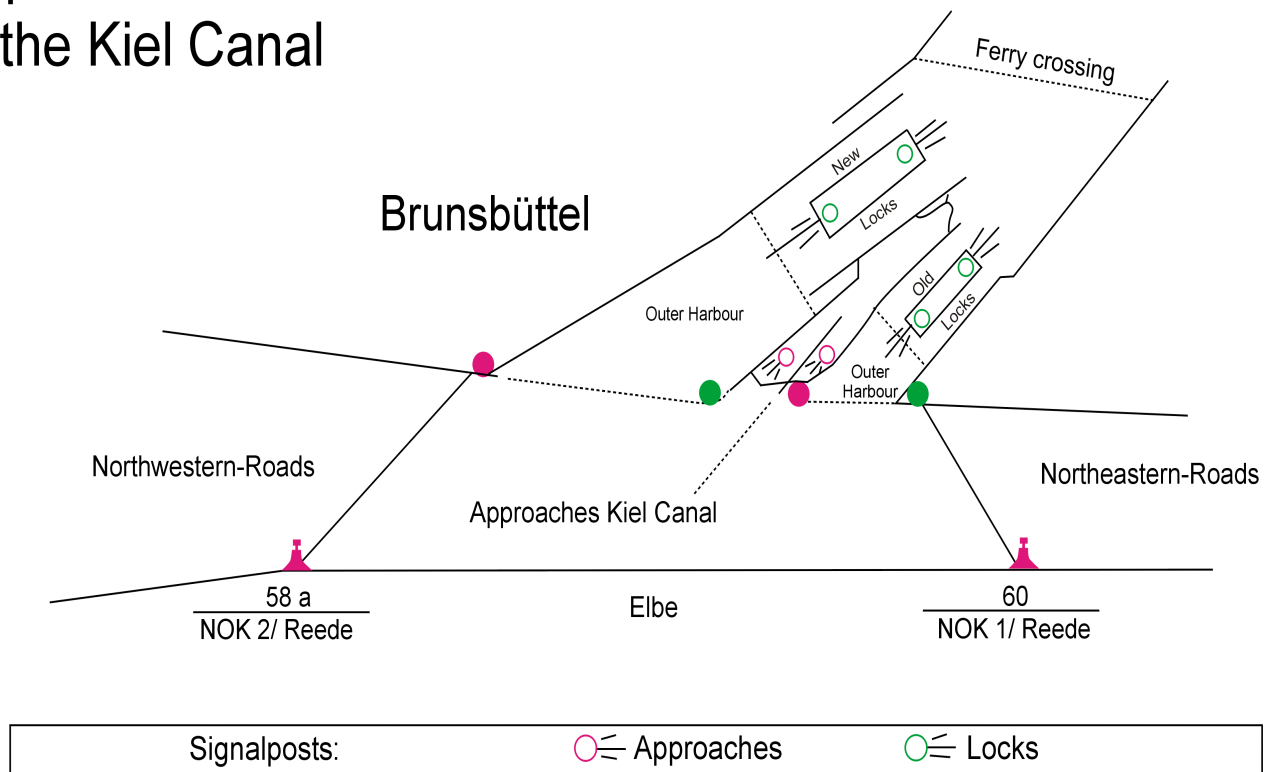 the Kiel Canal
Ferry crossing
New
Locks
Brunsbüttel
Old
Locks
Outer Harbour
Outer
Harbour
Northwestern-Roads
Northeastern-Roads
Approaches Kiel Canal
58 a
NOK 2/ Reede
Elbe
60
NOK 1/ Reede
Signalposts:
Approaches
Locks